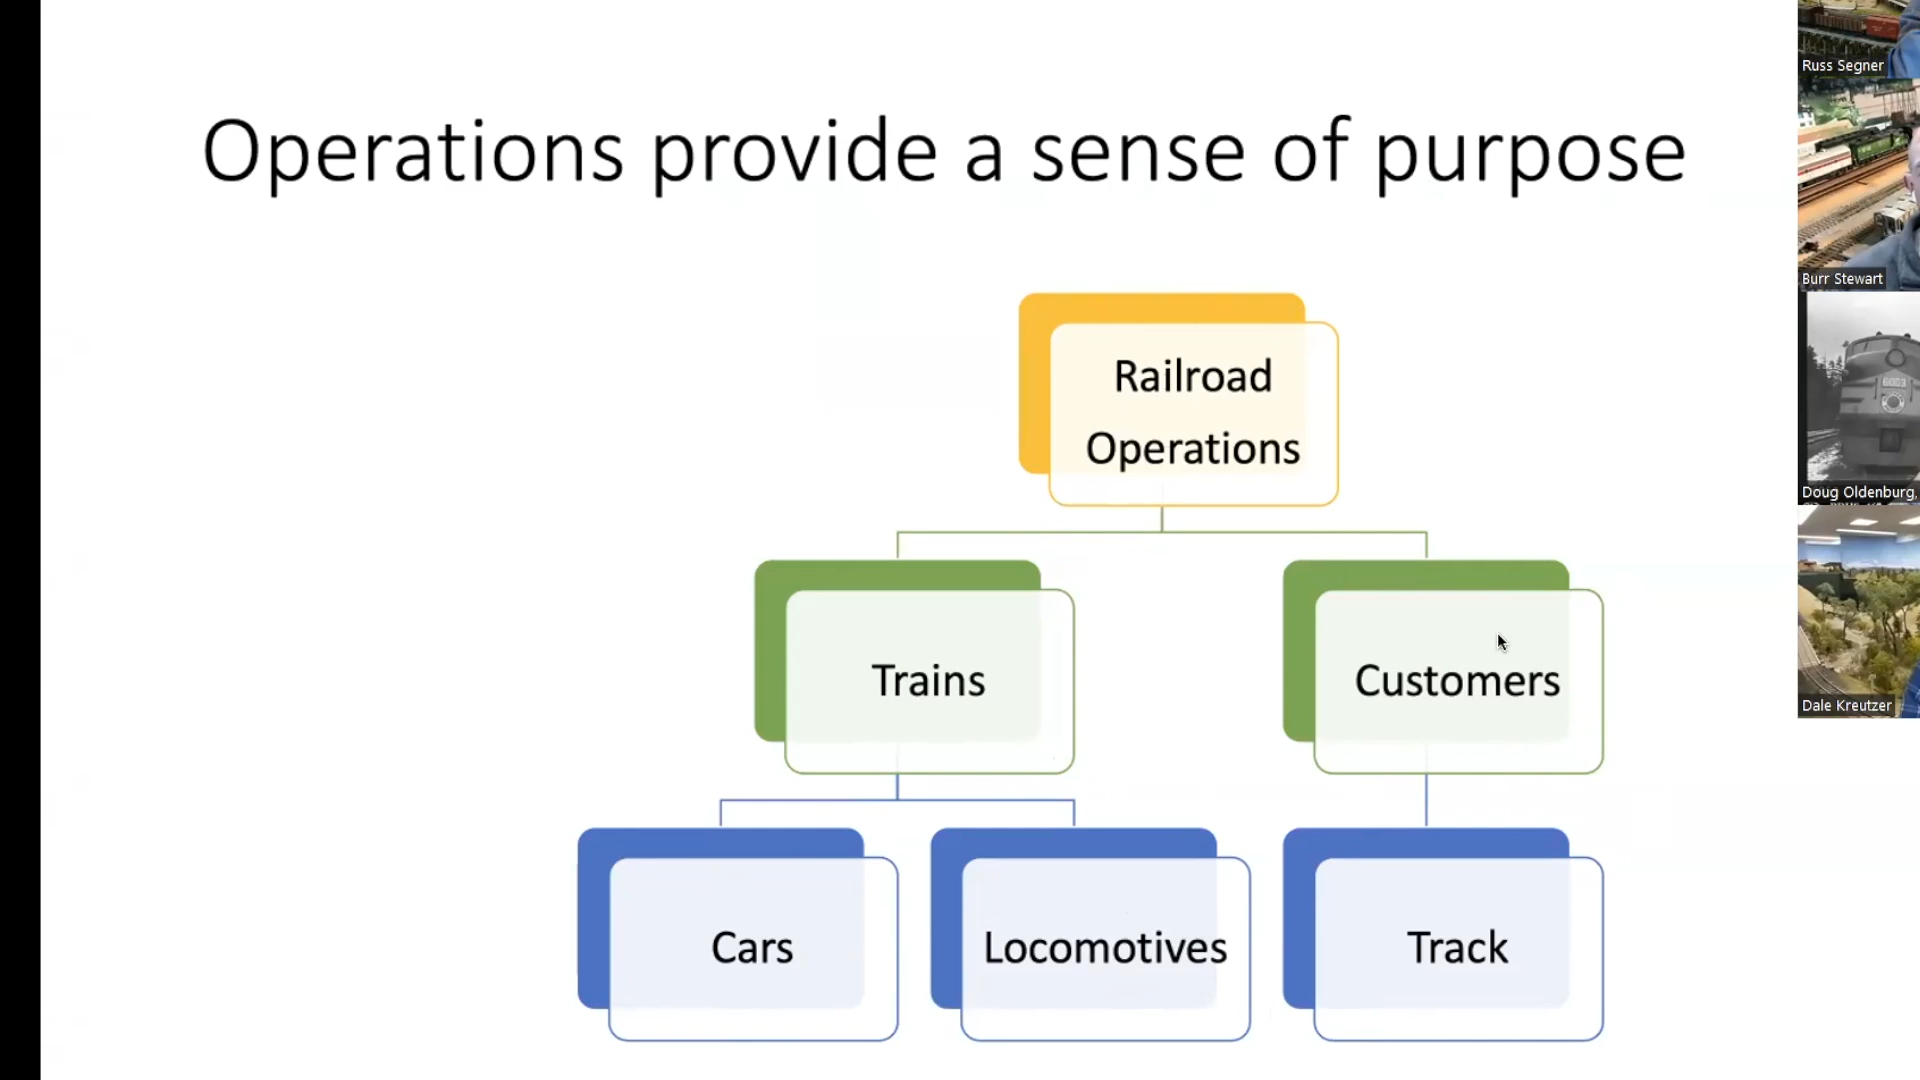 Operations provide a sense of purpose
Railroad
Operations
Trains
Customers
Cars
Locomotives
Track
Russ Segner
Burr Stewart
6003
Doug Oldenburg,
Dale Kreutzer